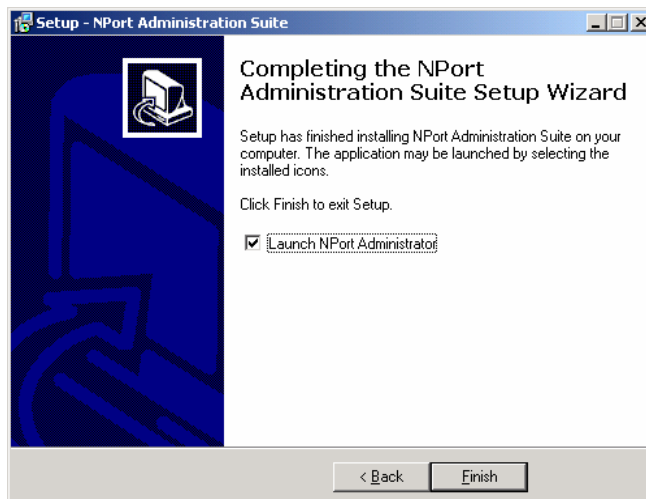 Setup - NPort Administration Suite
Completing the NPort
Administration Suite Setup Wizard
Setup has finished installing NPort Administration Suite on your
computer. The application may be launched by selecting the
installed icons.
Click Finish to exit Setup.
Launch NPort Administrator
< Back
Finish